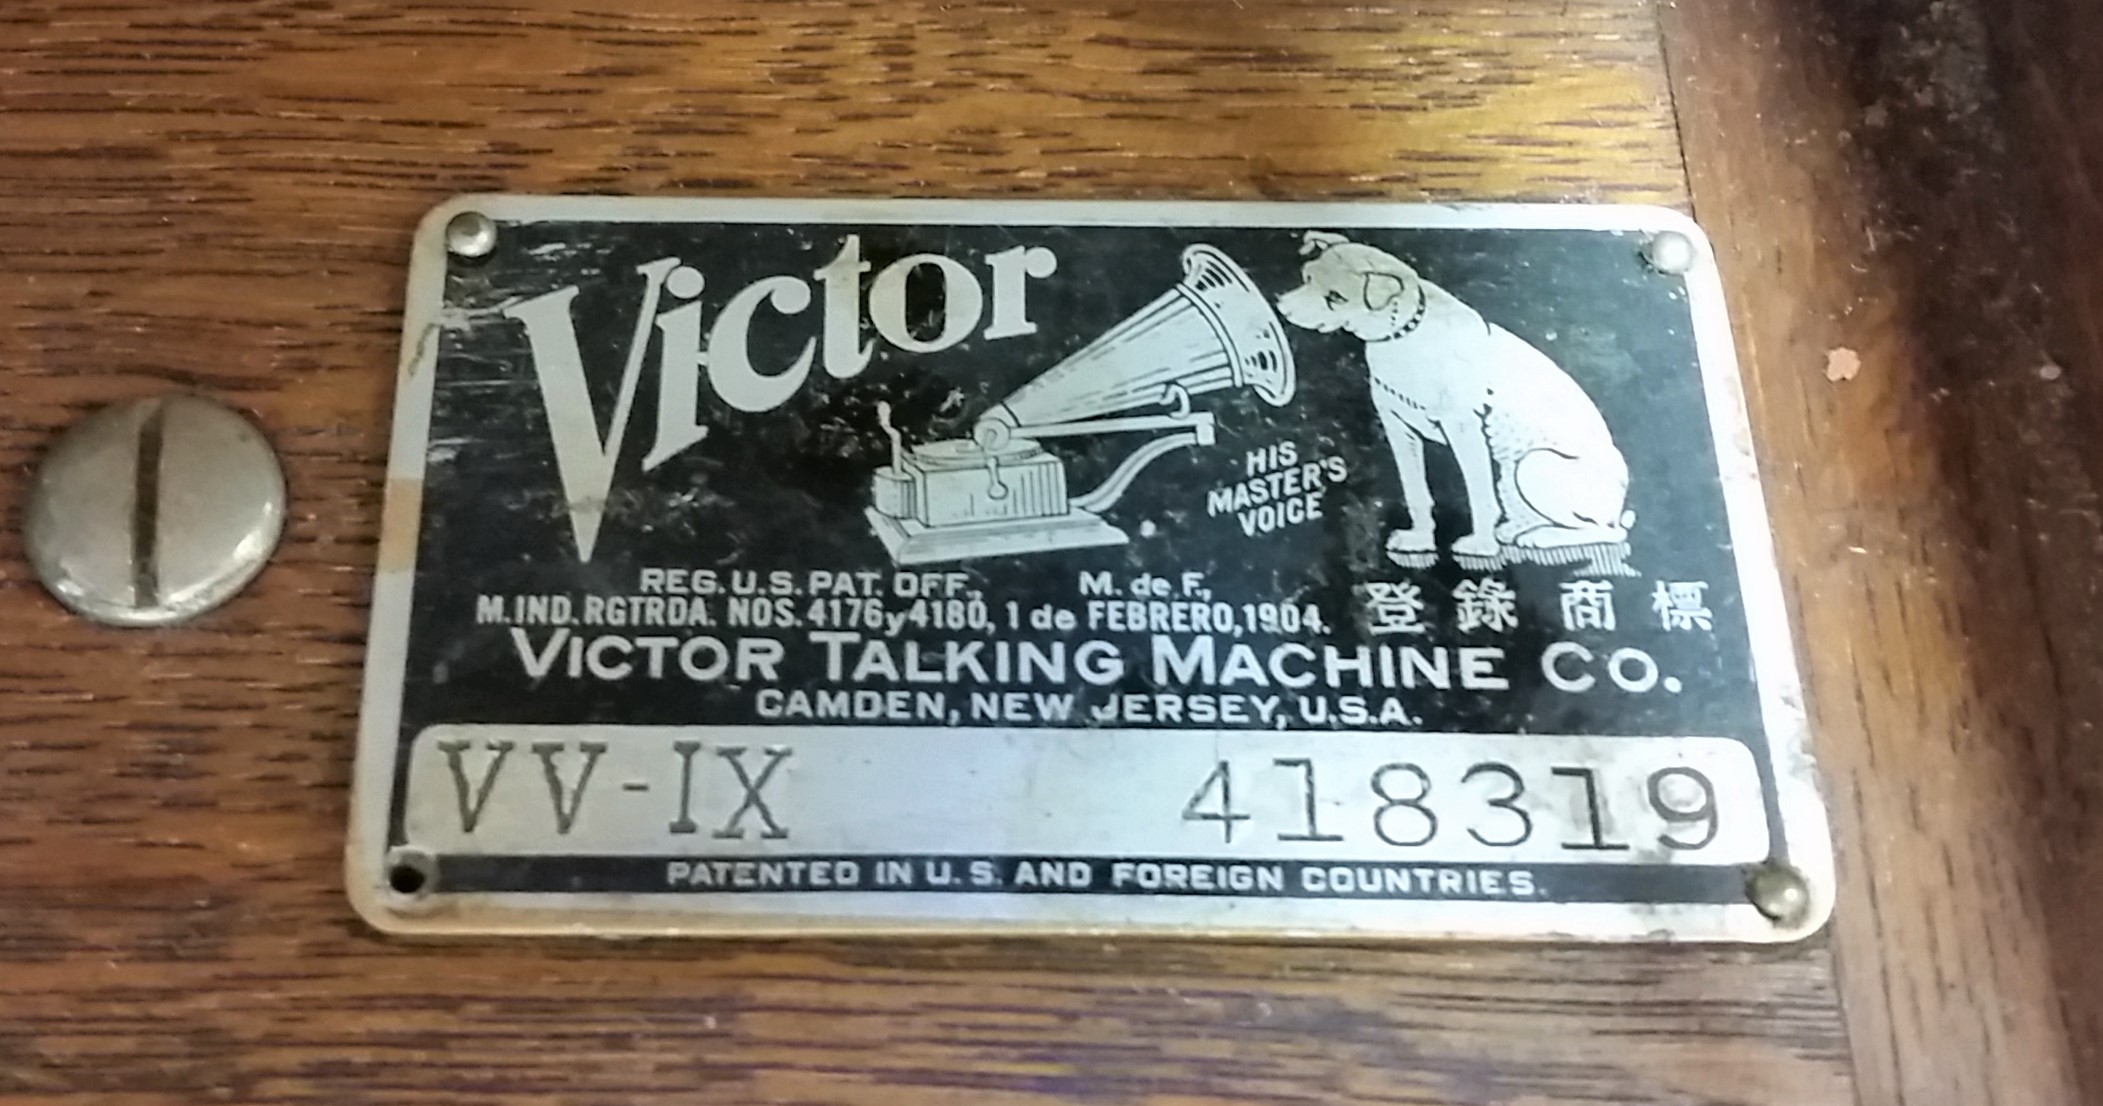 Victor
HIS
MASTER'S
VOICE
REG. U.S. PAT. OFF., M. de F.,
M. IND. RGTRDA. NOS. 4176 y 4180, 1 de FEBRERO, 1904. 登錄商標
VICTOR TALKING MACHINE CO.
CAMDEN, NEW JERSEY, U.S.A.
VV-IX 418319
PATENTED IN U.S. AND FOREIGN COUNTRIES.